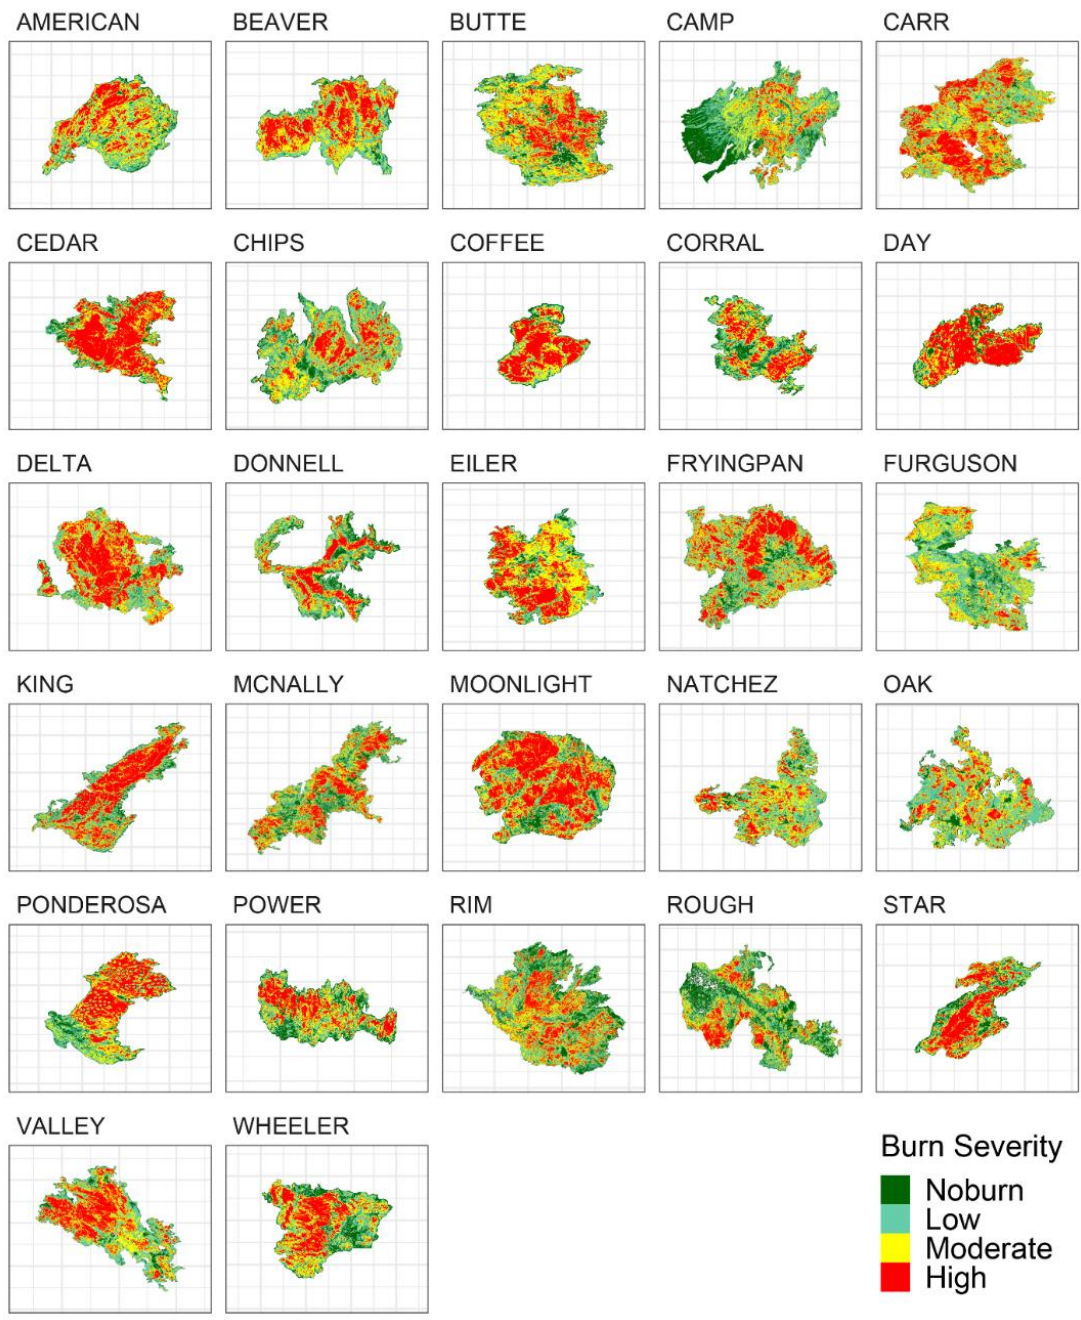 AMERICAN BEAVER BUTTE CAMP CARR
CEDAR CHIPS COFFEE CORRAL DAY
DELTA DONNELL EILER FRYINGPAN FURGUSON
KING MCNALLY MOONLIGHT NATCHEZ OAK
PONDEROSA POWER RIM ROUGH STAR
VALLEY WHEELER
Burn Severity
Noburn
Low
Moderate
High